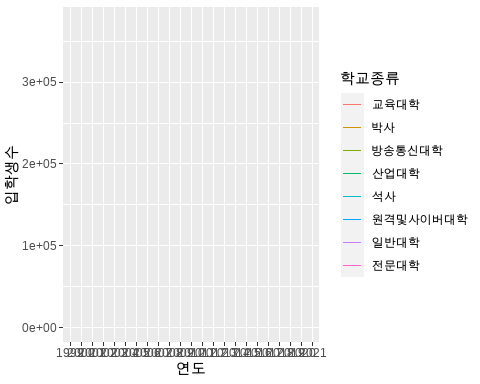 학교종류
교육대학
박사
방송통신대학
산업대학
석사
원격및사이버대학
일반대학
전문대학
3e+05
2e+05
1e+05
0e+00
입학생수
연도